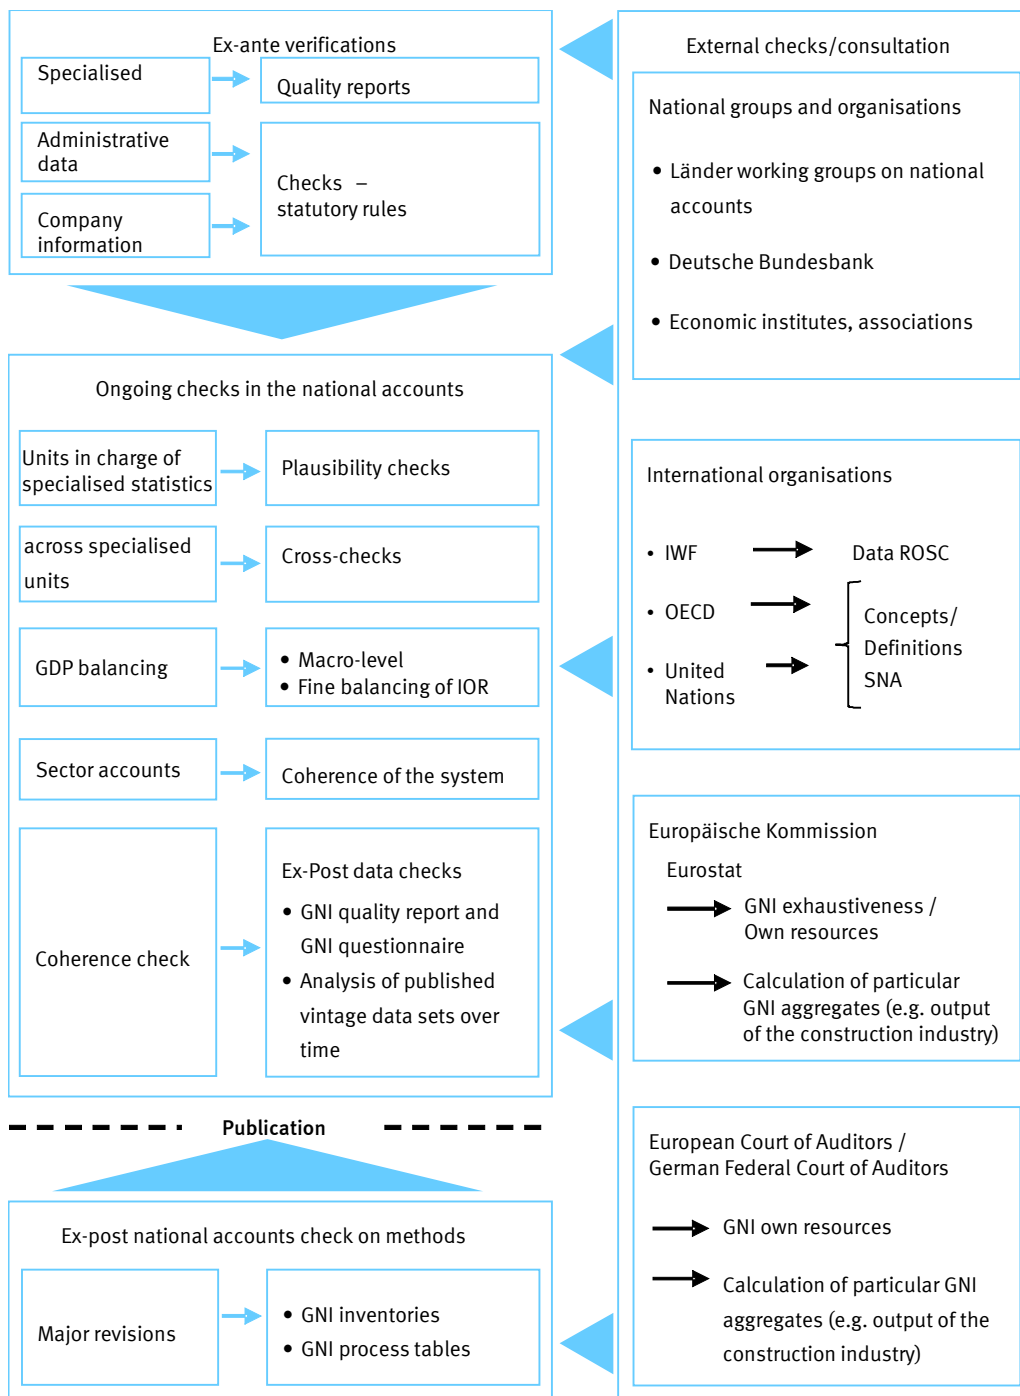 Ex-ante verifications
Specialised
Quality reports
Administrative
data
Company
information
Checks –
statutory rules
Ongoing checks in the national accounts
Units in charge of
specialised statistics
Plausibility checks
across specialised
units
Cross-checks
GDP balancing
• Macro-level
• Fine balancing of IOR
Sector accounts
Coherence of the system
Coherence check
Ex-Post data checks
• GNI quality report and
GNI questionnaire
• Analysis of published
vintage data sets over
time
Publication
Ex-post national accounts check on methods
Major revisions
• GNI inventories
• GNI process tables
External checks/consultation
National groups and organisations
• Länder working groups on national
accounts
• Deutsche Bundesbank
• Economic institutes, associations
International organisations
• IWF
Data ROSC
• OECD
• United
Nations
Concepts/
Definitions
SNA
Europäische Kommission
Eurostat
GNI exhaustiveness /
Own resources
Calculation of particular
GNI aggregates (e.g. output
of the construction industry)
European Court of Auditors /
German Federal Court of Auditors
GNI own resources
Calculation of particular GNI
aggregates (e.g. output of the
construction industry)